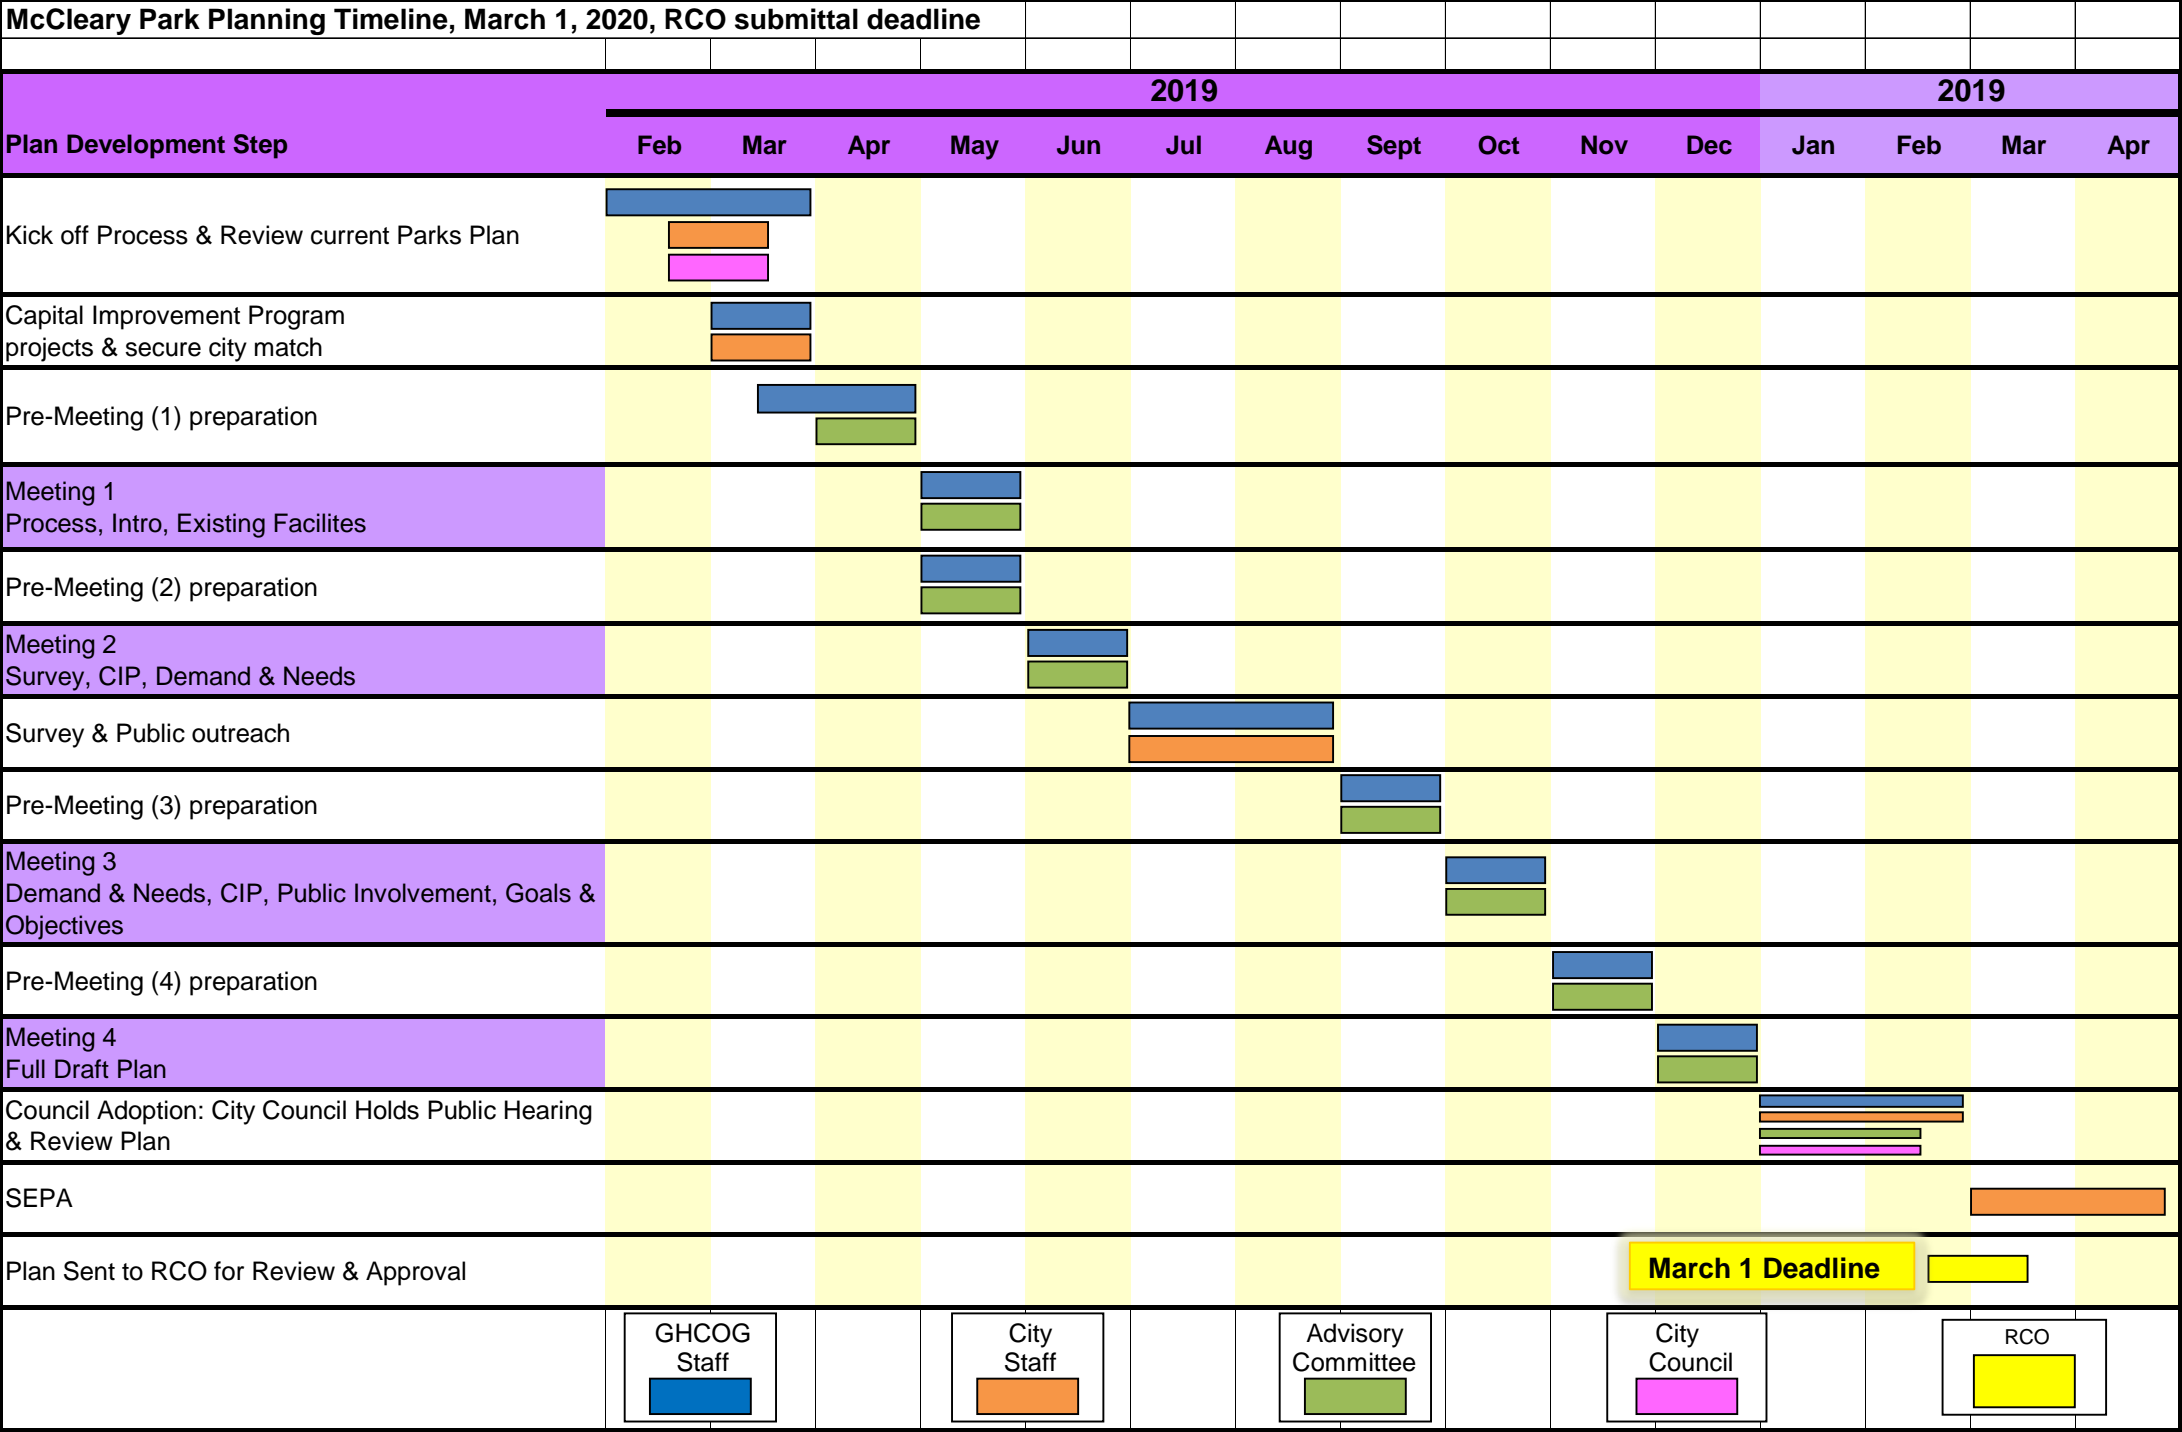 McCleary Park Planning Timeline, March 1, 2020, RCO submittal deadline
2019 2019
Plan Development Step Feb Mar Apr May Jun Jul Aug Sept Oct Nov Dec Jan Feb Mar Apr
Kick off Process & Review current Parks Plan
Capital Improvement Program
projects & secure city match
Pre-Meeting (1) preparation
Meeting 1
Process, Intro, Existing Facilites
Pre-Meeting (2) preparation
Meeting 2
Survey, CIP, Demand & Needs
Survey & Public outreach
Pre-Meeting (3) preparation
Meeting 3
Demand & Needs, CIP, Public Involvement, Goals &
Objectives
Pre-Meeting (4) preparation
Meeting 4
Full Draft Plan
Council Adoption: City Council Holds Public Hearing
& Review Plan
SEPA
Plan Sent to RCO for Review & Approval
March 1 Deadline
GHCOG
Staff
City
Staff
Advisory
Committee
City
Council
RCO